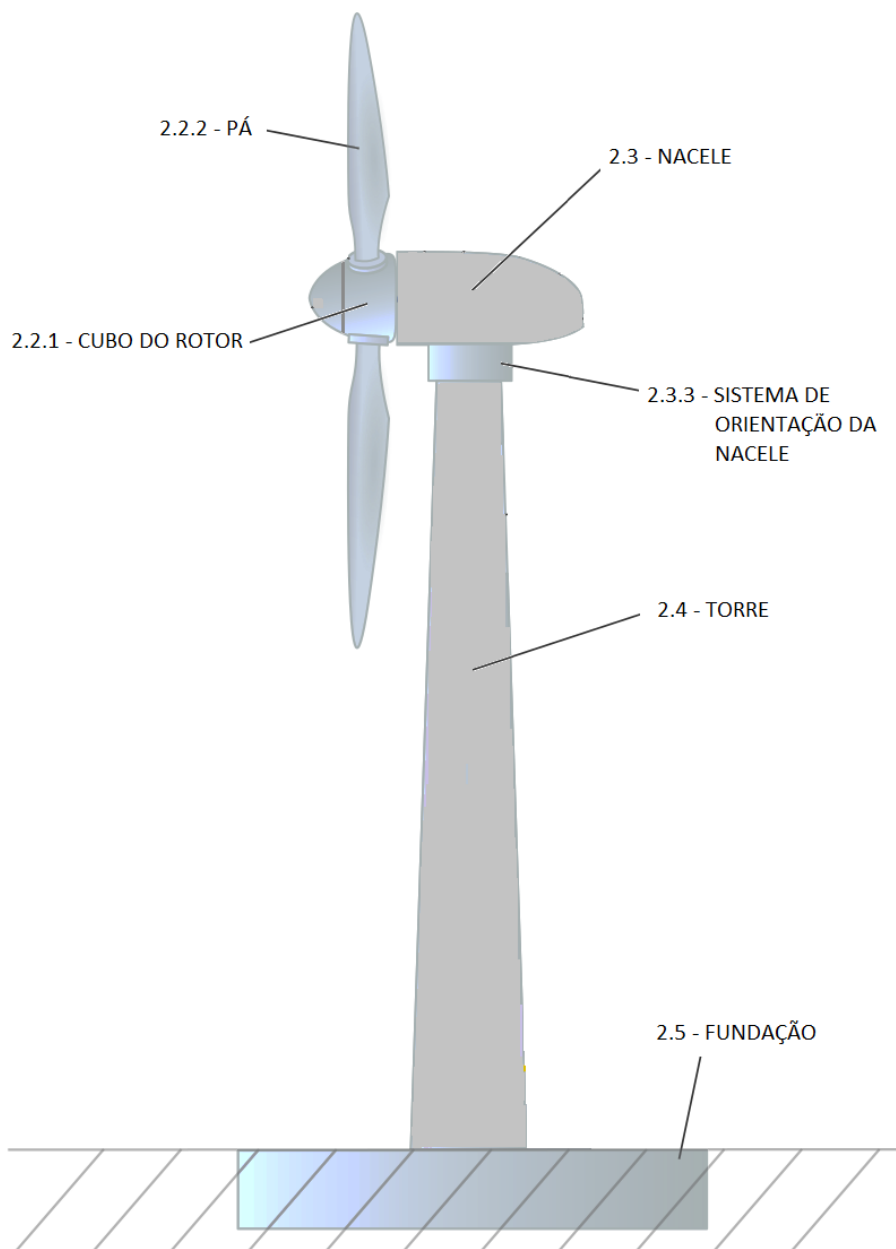 2.2.2 - PÁ
2.3 - NACELE
2.2.1 - CUBO DO ROTOR
2.3.3 - SISTEMA DE
ORIENTAÇÃO DA
NACELE
2.4 - TORRE
2.5 - FUNDAÇÃO